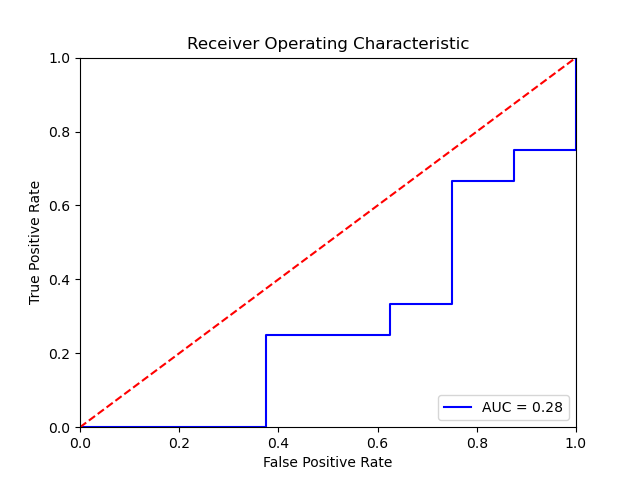 Receiver Operating Characteristic
1.0
0.8
0.6
0.4
0.2
0.0
True Positive Rate
AUC = 0.28
0.0 0.2 0.4 0.6 0.8 1.0
False Positive Rate